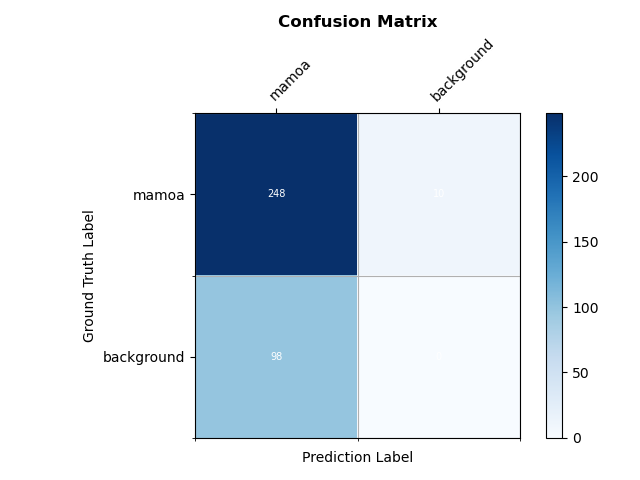 Confusion Matrix
mamoa
background
mamoa
248
10
background
98
Ground Truth Label
Prediction Label
200
150
100
50
0